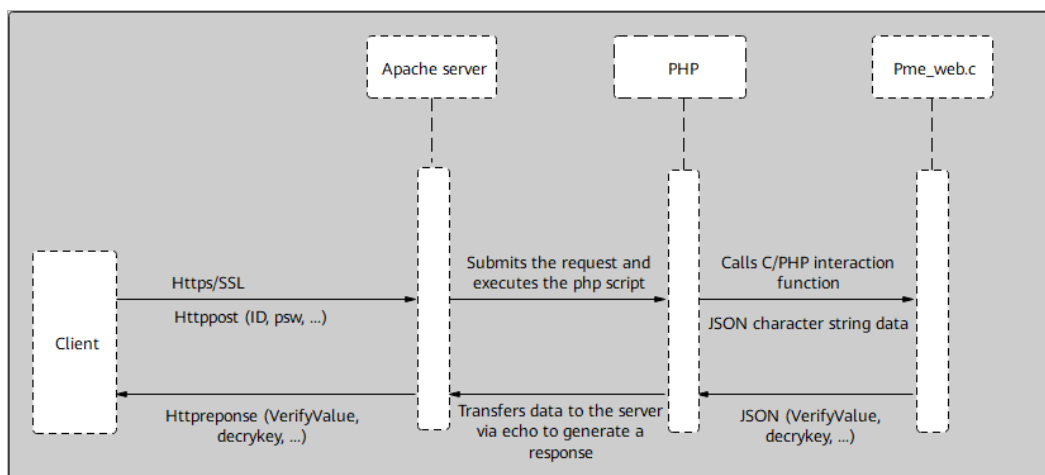 Apache server
PHP
Pme_web.c
Client
Https/SSL
Httppost (ID, psw, ...)
Submits the request and
executes the php script
Calls C/PHP interaction
function
JSON character string data
Httpreponse (VerifyValue,
decrykey, ...)
Transfers data to the server
via echo to generate a
response
JSON (VerifyValue,
decrykey, ...)